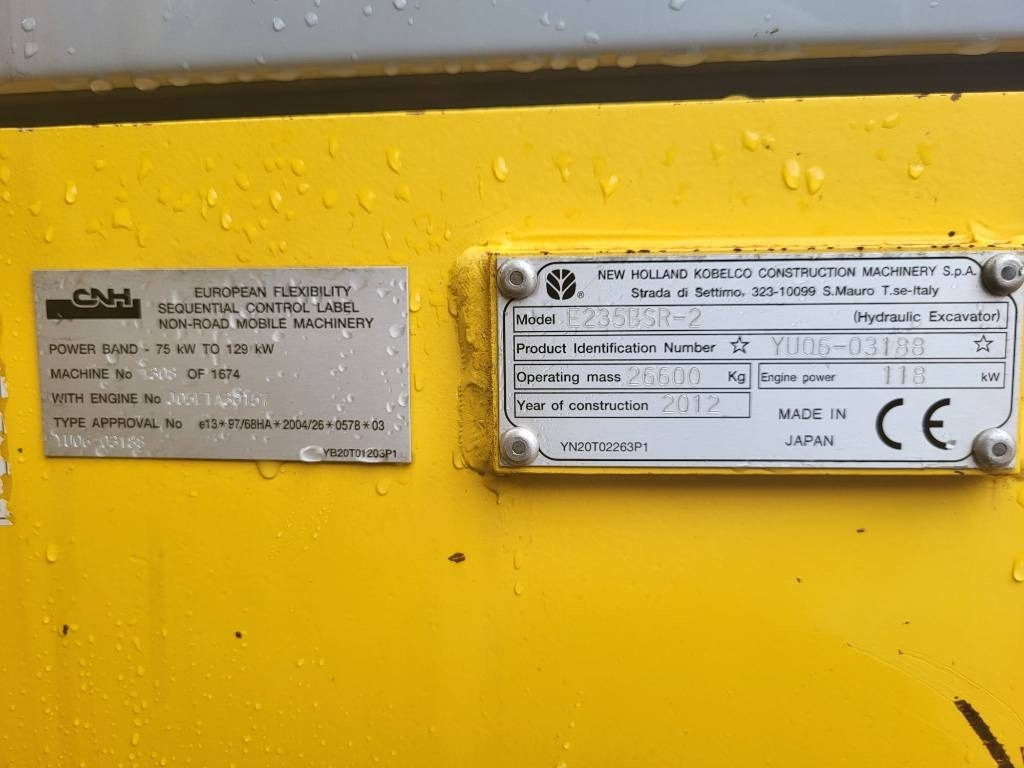 CNH
EUROPEAN FLEXIBILITY
SEQUENTIAL CONTROL LABEL
NON-ROAD MOBILE MACHINERY
POWER BAND - 75 kW TO 129 kW
MACHINE No 1308 OF 1674
WITH ENGINE No
TYPE APPROVAL No e13*97/68HA*2004/26*0578*03
YU06-03188
YB20T01203P1
NEW HOLLAND KOBELCO CONSTRUCTION MACHINERY S.p.A.
Strada di Settimo, 323-10099 S.Mauro T.se-Italy
Model E235BSR-2 (Hydraulic Excavator)
Product Identification Number ☆ YU06-03188 ☆
Operating mass 26600 Kg Engine power 118 kW
Year of construction 2012
MADE IN
JAPAN
CE
YN20T02263P1